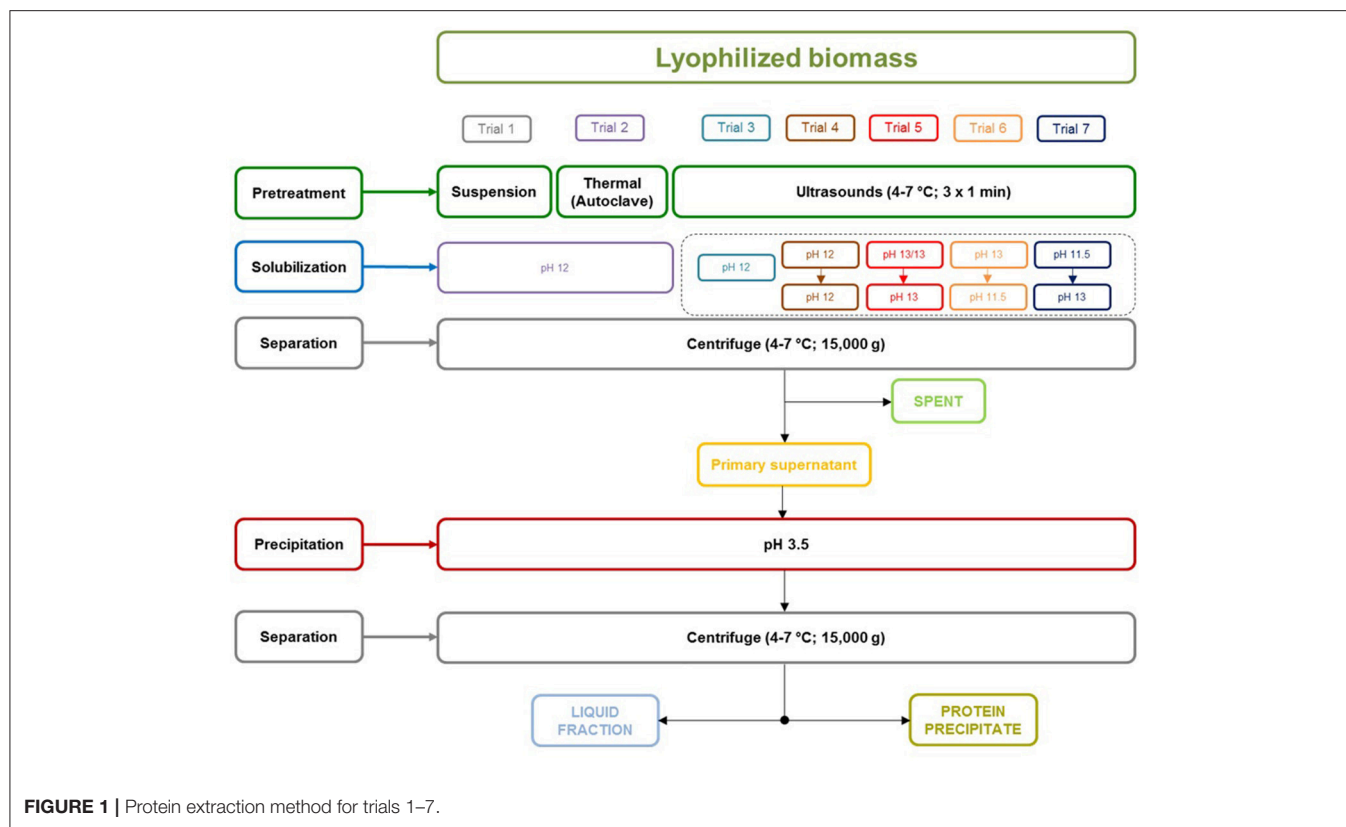 Lyophilized biomass
Trial 1
Trial 2
Trial 3
Trial 4
Trial 5
Trial 6
Trial 7
Pretreatment
Suspension
Thermal
(Autoclave)
Ultrasounds (4-7 °C; 3 x 1 min)
Solubilization
pH 12
pH 12
pH 12
pH 13/13
pH 13
pH 11.5
pH 12
pH 13
pH 11.5
pH 13
Separation
Centrifuge (4-7 °C; 15,000 g)
SPENT
Primary supernatant
Precipitation
pH 3.5
Separation
Centrifuge (4-7 °C; 15,000 g)
LIQUID
FRACTION
PROTEIN
PRECIPITATE
FIGURE 1 | Protein extraction method for trials 1–7.